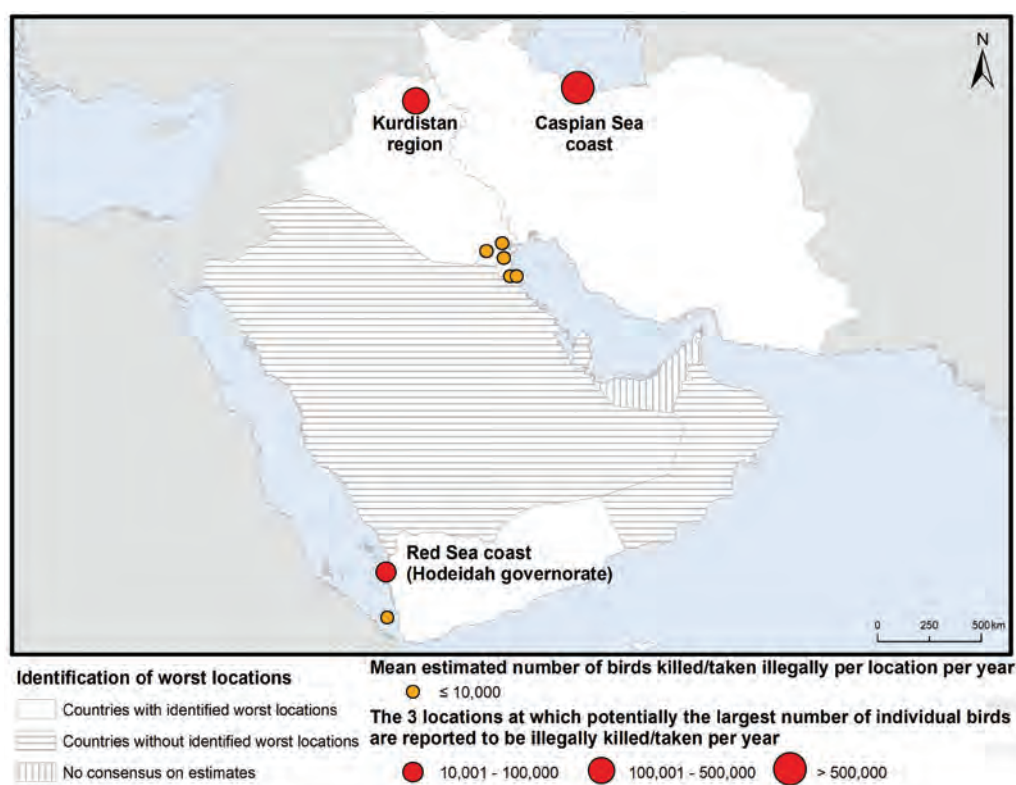 N
Kurdistan
region
Caspian Sea
coast
Red Sea coast
(Hodeidah governorate)
0 250 500 km
Identification of worst locations
Countries with identified worst locations
Countries without identified worst locations
No consensus on estimates
Mean estimated number of birds killed/taken illegally per location per year
≤ 10,000
The 3 locations at which potentially the largest number of individual birds
are reported to be illegally killed/taken per year
10,001 - 100,000 100,001 - 500,000 > 500,000